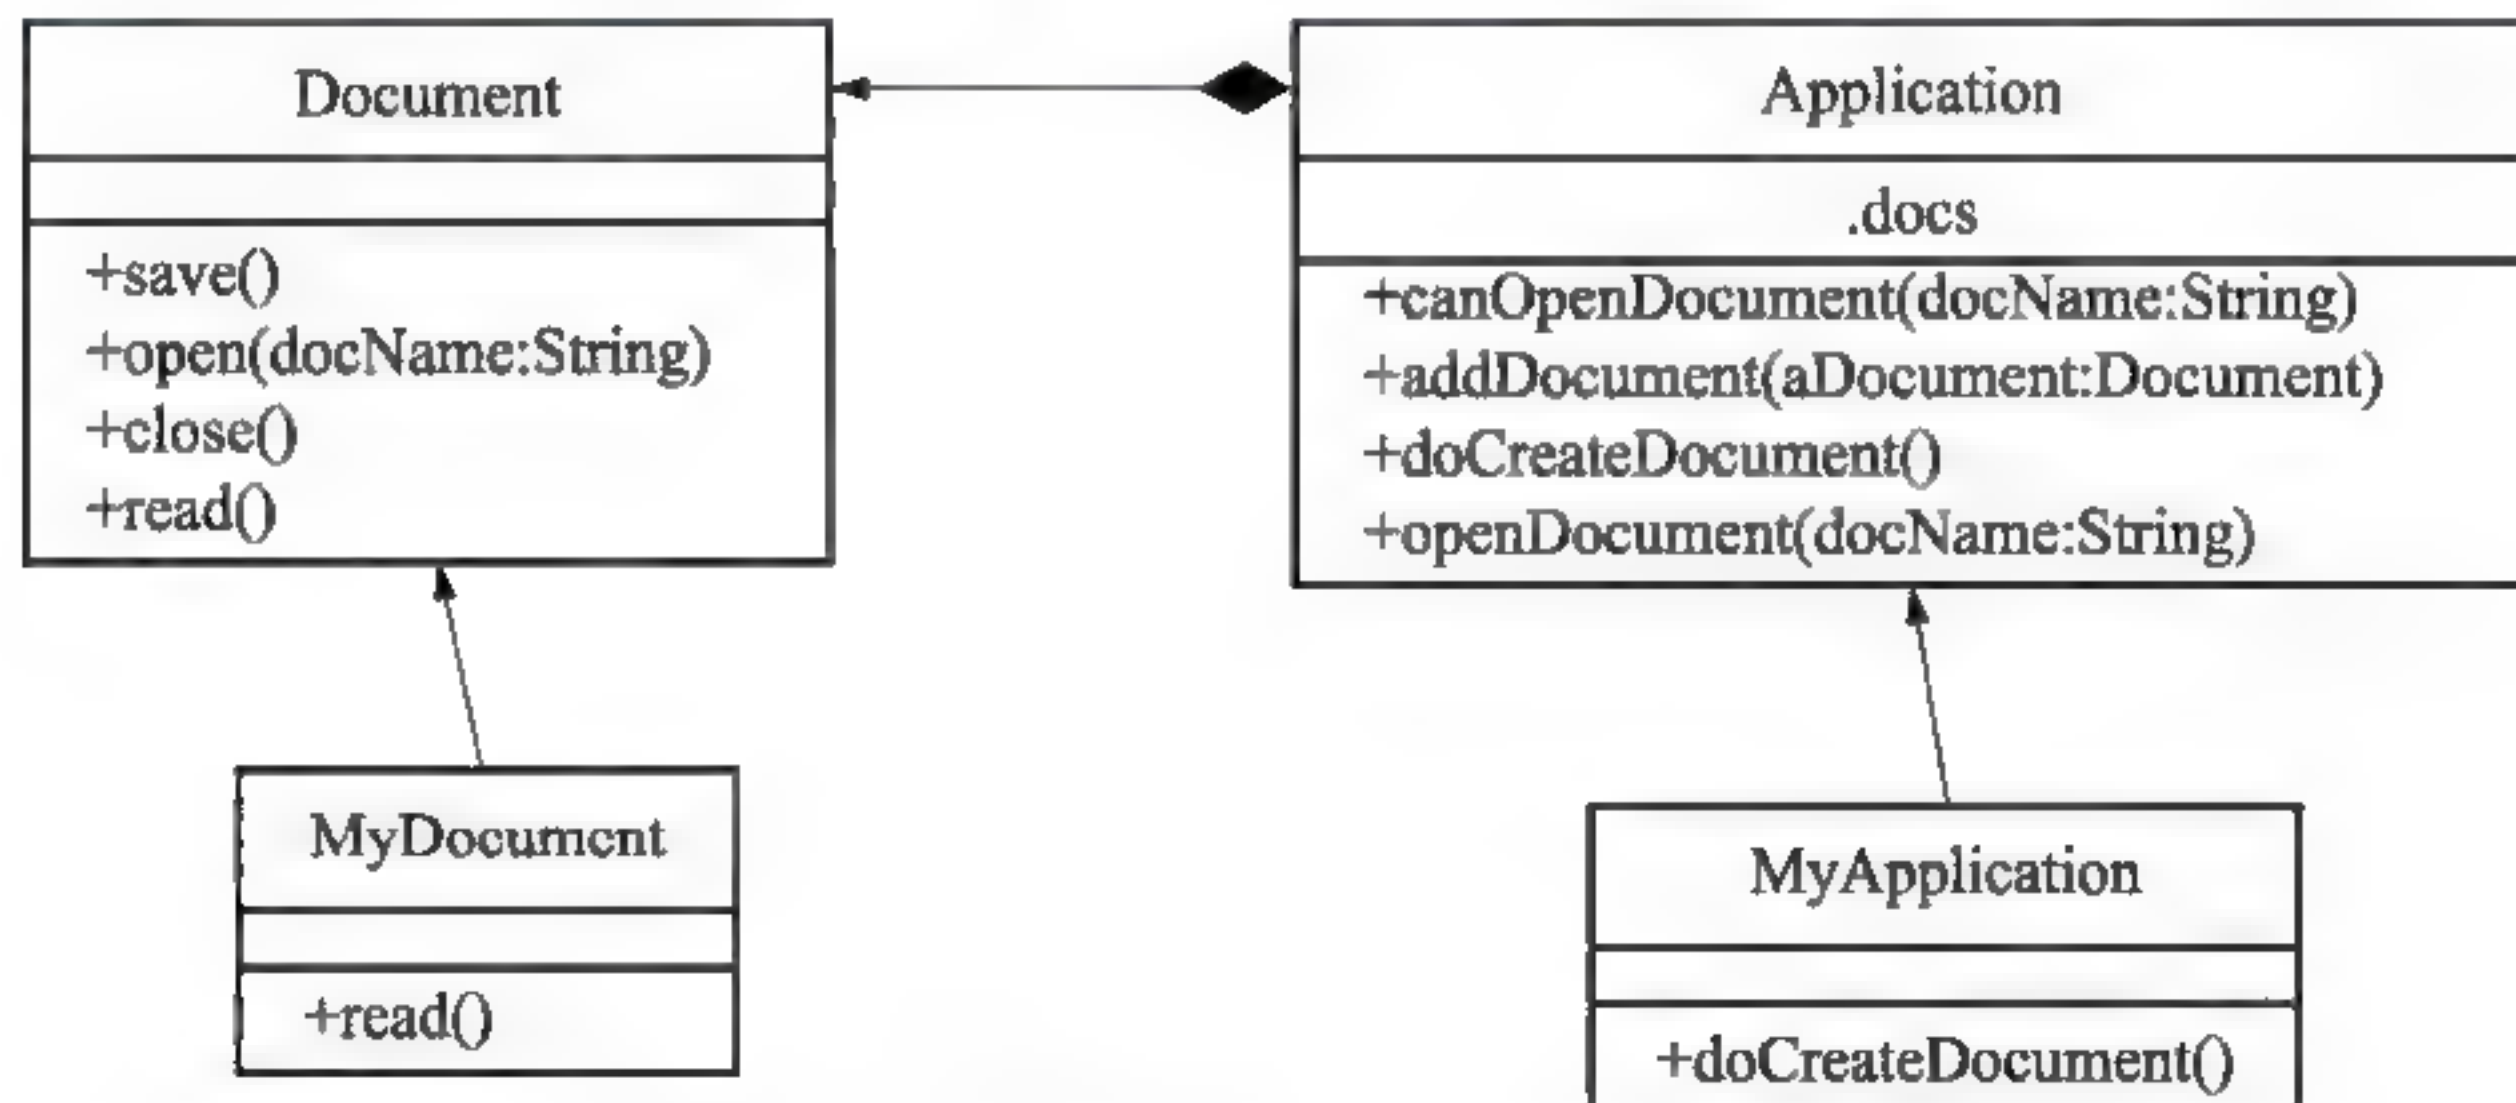 Document
+save()
+open(docName:String)
+close()
+read()
Application
.docs
+canOpenDocument(docName:String)
+addDocument(aDocument:Document)
+doCreateDocument()
+openDocument(docName:String)
MyDocument
+read()
MyApplication
+doCreateDocument()